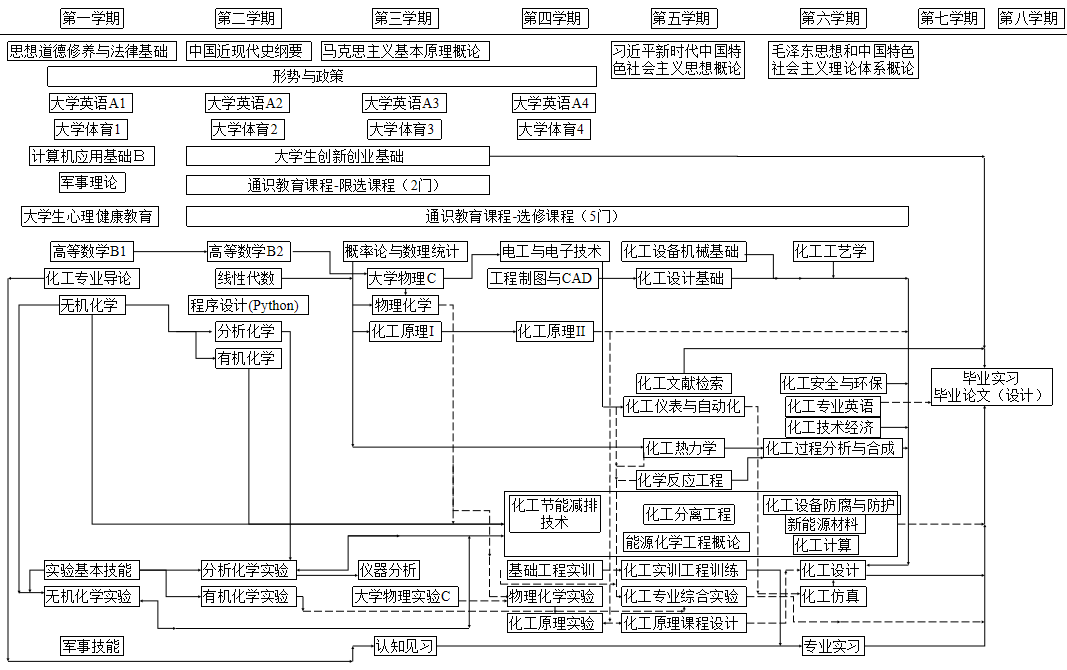 第一学期 第二学期 第三学期 第四学期 第五学期 第六学期 第七学期 第八学期
思想道德修养与法律基础 中国近现代史纲要 马克思主义基本原理概论
习近平新时代中国特
色社会主义思想概论
毛泽东思想和中国特色
社会主义理论体系概论
形势与政策
大学英语A1 大学英语A2 大学英语A3 大学英语A4
大学体育1 大学体育2 大学体育3 大学体育4
计算机应用基础B 大学生创新创业基础
军事理论 通识教育课程-限选课程（2门）
大学生心理健康教育 通识教育课程-选修课程（5门）
高等数学B1 高等数学B2 概率论与数理统计 电工与电子技术 化工设备机械基础 化工工艺学
化工专业导论 线性代数 大学物理C 工程制图与CAD 化工设计基础
无机化学 程序设计(Python) 物理化学
分析化学 化工原理I 化工原理II
有机化学
化工文献检索 化工安全与环保
毕业实习
毕业论文（设计）
化工仪表与自动化 化工专业英语
化工技术经济
化工热力学 化工过程分析与合成
化学反应工程
化工节能减排
技术
化工设备防腐与防护
化工分离工程 新能源材料
能源化学工程概论 化工计算
实验基本技能 分析化学实验 仪器分析 基础工程实训 化工实训工程训练 化工设计
无机化学实验 有机化学实验 大学物理实验C 物理化学实验 化工专业综合实验 化工仿真
化工原理实验 化工原理课程设计
军事技能 认知见习 专业实习